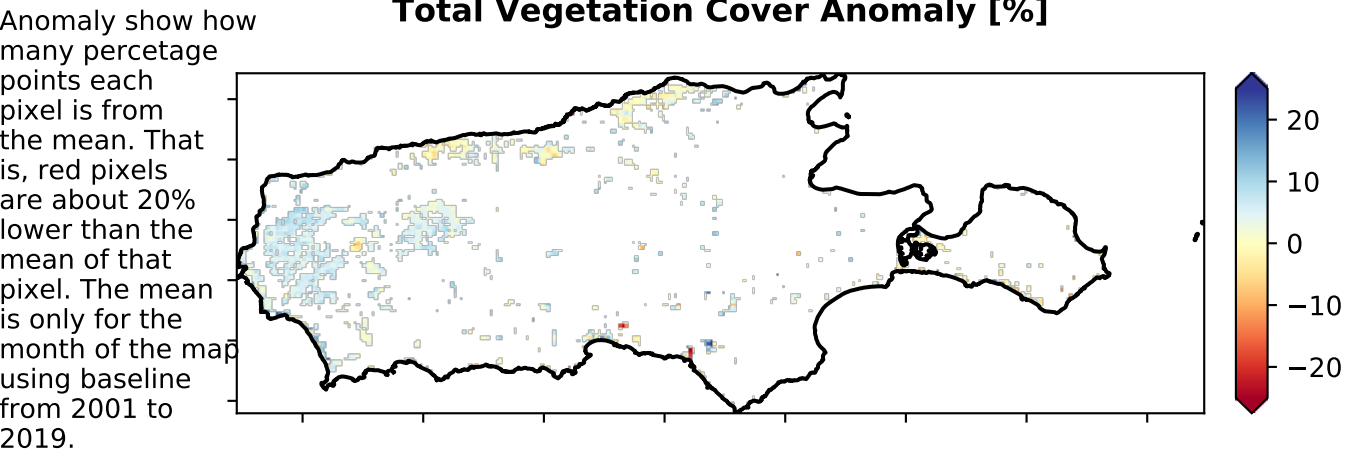 Total Vegetation Cover Anomaly [%]
Anomaly show how
many percetage
points each
pixel is from
the mean. That
is, red pixels
are about 20%
lower than the
mean of that
pixel. The mean
is only for the
month of the map
using baseline
from 2001 to
2019.
20
10
0
−10
−20